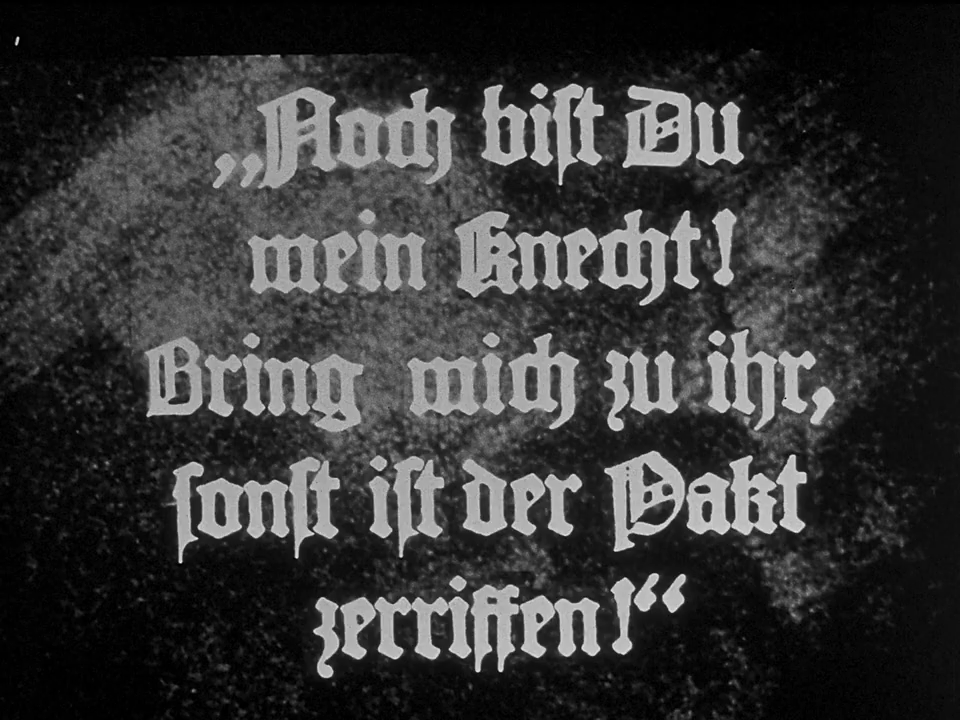 „Noch bist Du
mein Knecht!
Bring mich zu ihr,
sonst ist der Pakt
zerrissen!“